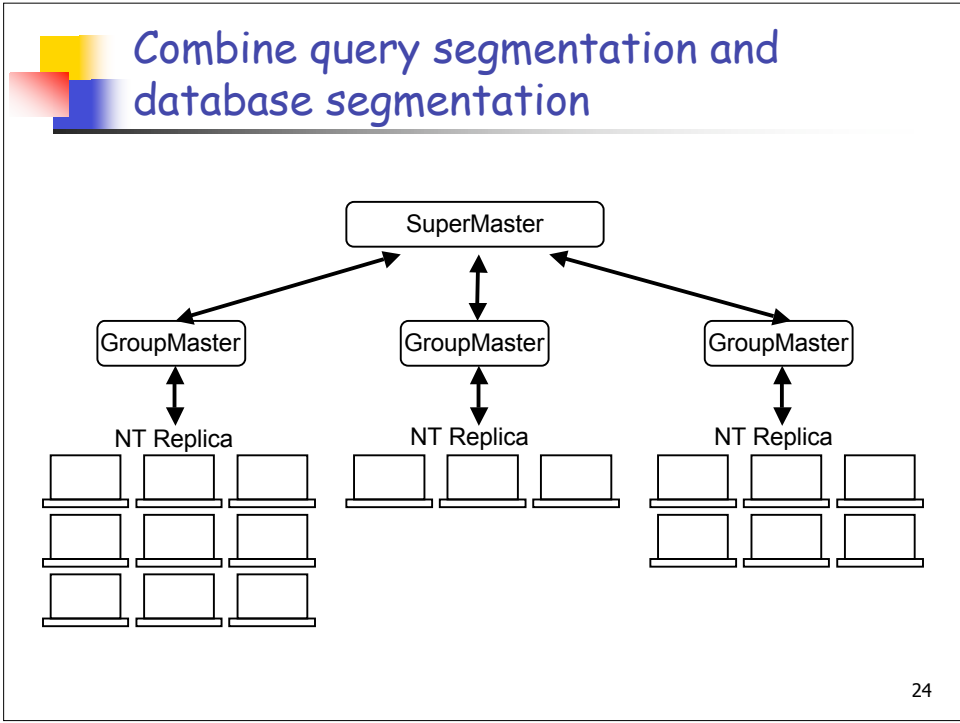 Combine query segmentation and
database segmentation
SuperMaster
GroupMaster
GroupMaster
GroupMaster
NT Replica
NT Replica
NT Replica
24